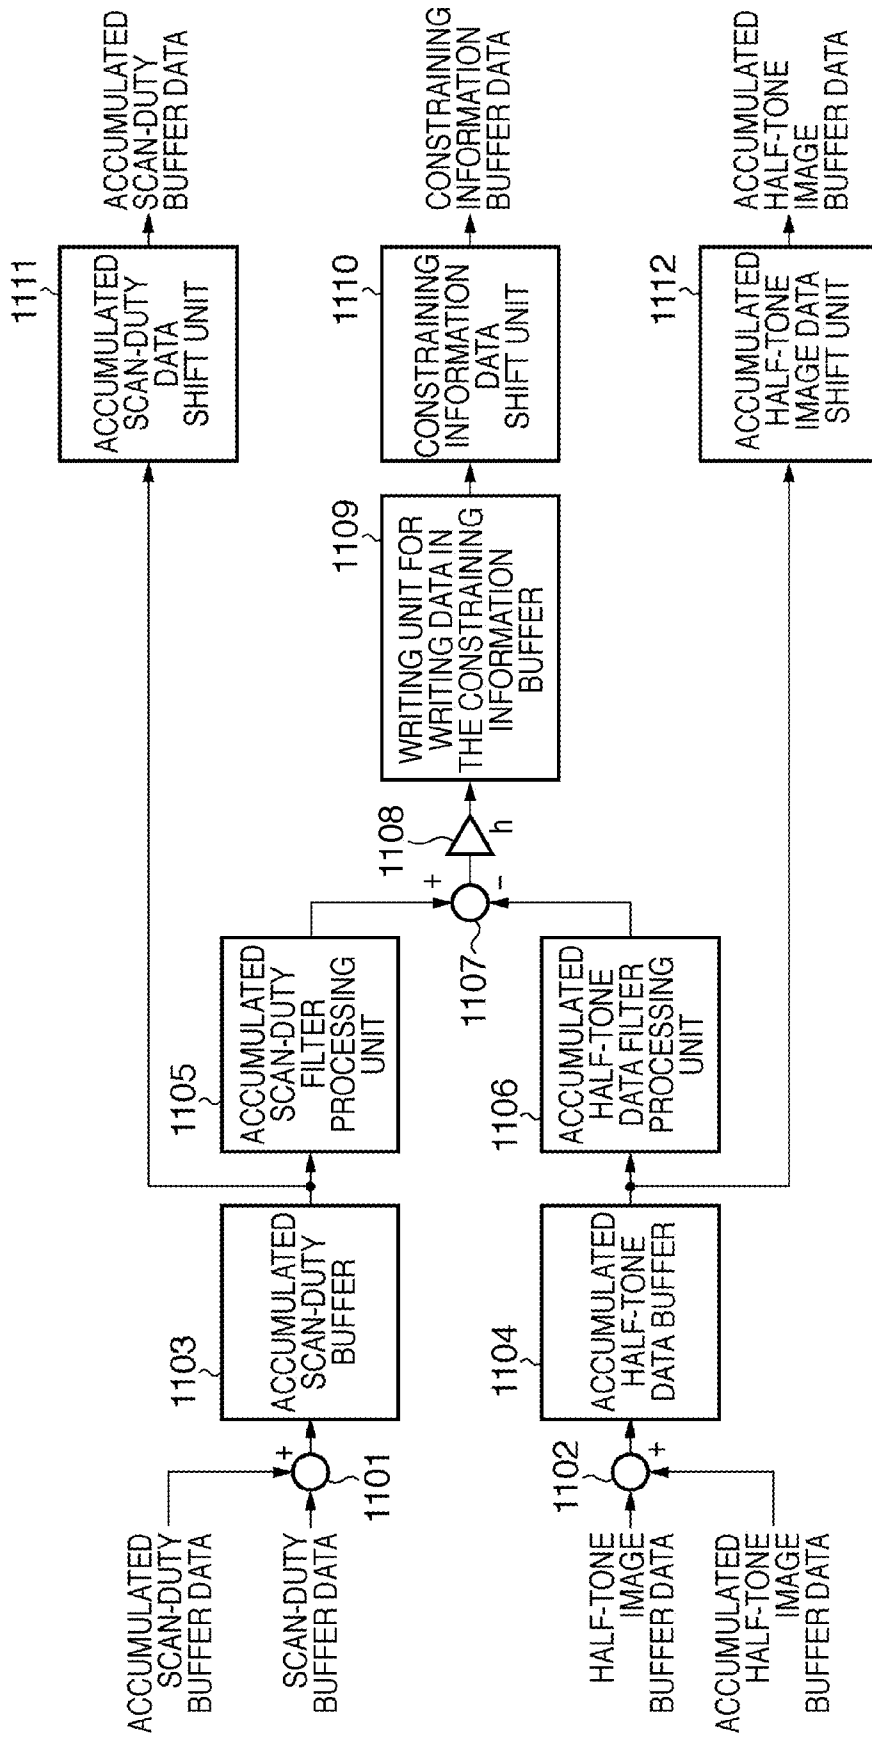 ACCUMULATED
SCAN-DUTY
BUFFER DATA
SCAN-DUTY
BUFFER DATA
+
1101
1103
ACCUMULATED
SCAN-DUTY
BUFFER
1105
ACCUMULATED
SCAN-DUTY
FILTER
PROCESSING
UNIT
1111
ACCUMULATED
SCAN-DUTY
DATA
SHIFT UNIT
ACCUMULATED
SCAN-DUTY
BUFFER DATA
+
-
1107
1108
h
1109
WRITING UNIT FOR
WRITING DATA IN
THE CONSTRAINING
INFORMATION
BUFFER
1110
CONSTRAINING
INFORMATION
DATA
SHIFT UNIT
CONSTRAINING
INFORMATION
BUFFER DATA
HALF-TONE
IMAGE
BUFFER DATA
ACCUMULATED
HALF-TONE
IMAGE
BUFFER DATA
1102
+
1104
ACCUMULATED
HALF-TONE
DATA BUFFER
1106
ACCUMULATED
HALF-TONE
DATA FILTER
PROCESSING
UNIT
1112
ACCUMULATED
HALF-TONE
IMAGE DATA
SHIFT UNIT
ACCUMULATED
HALF-TONE
IMAGE
BUFFER DATA